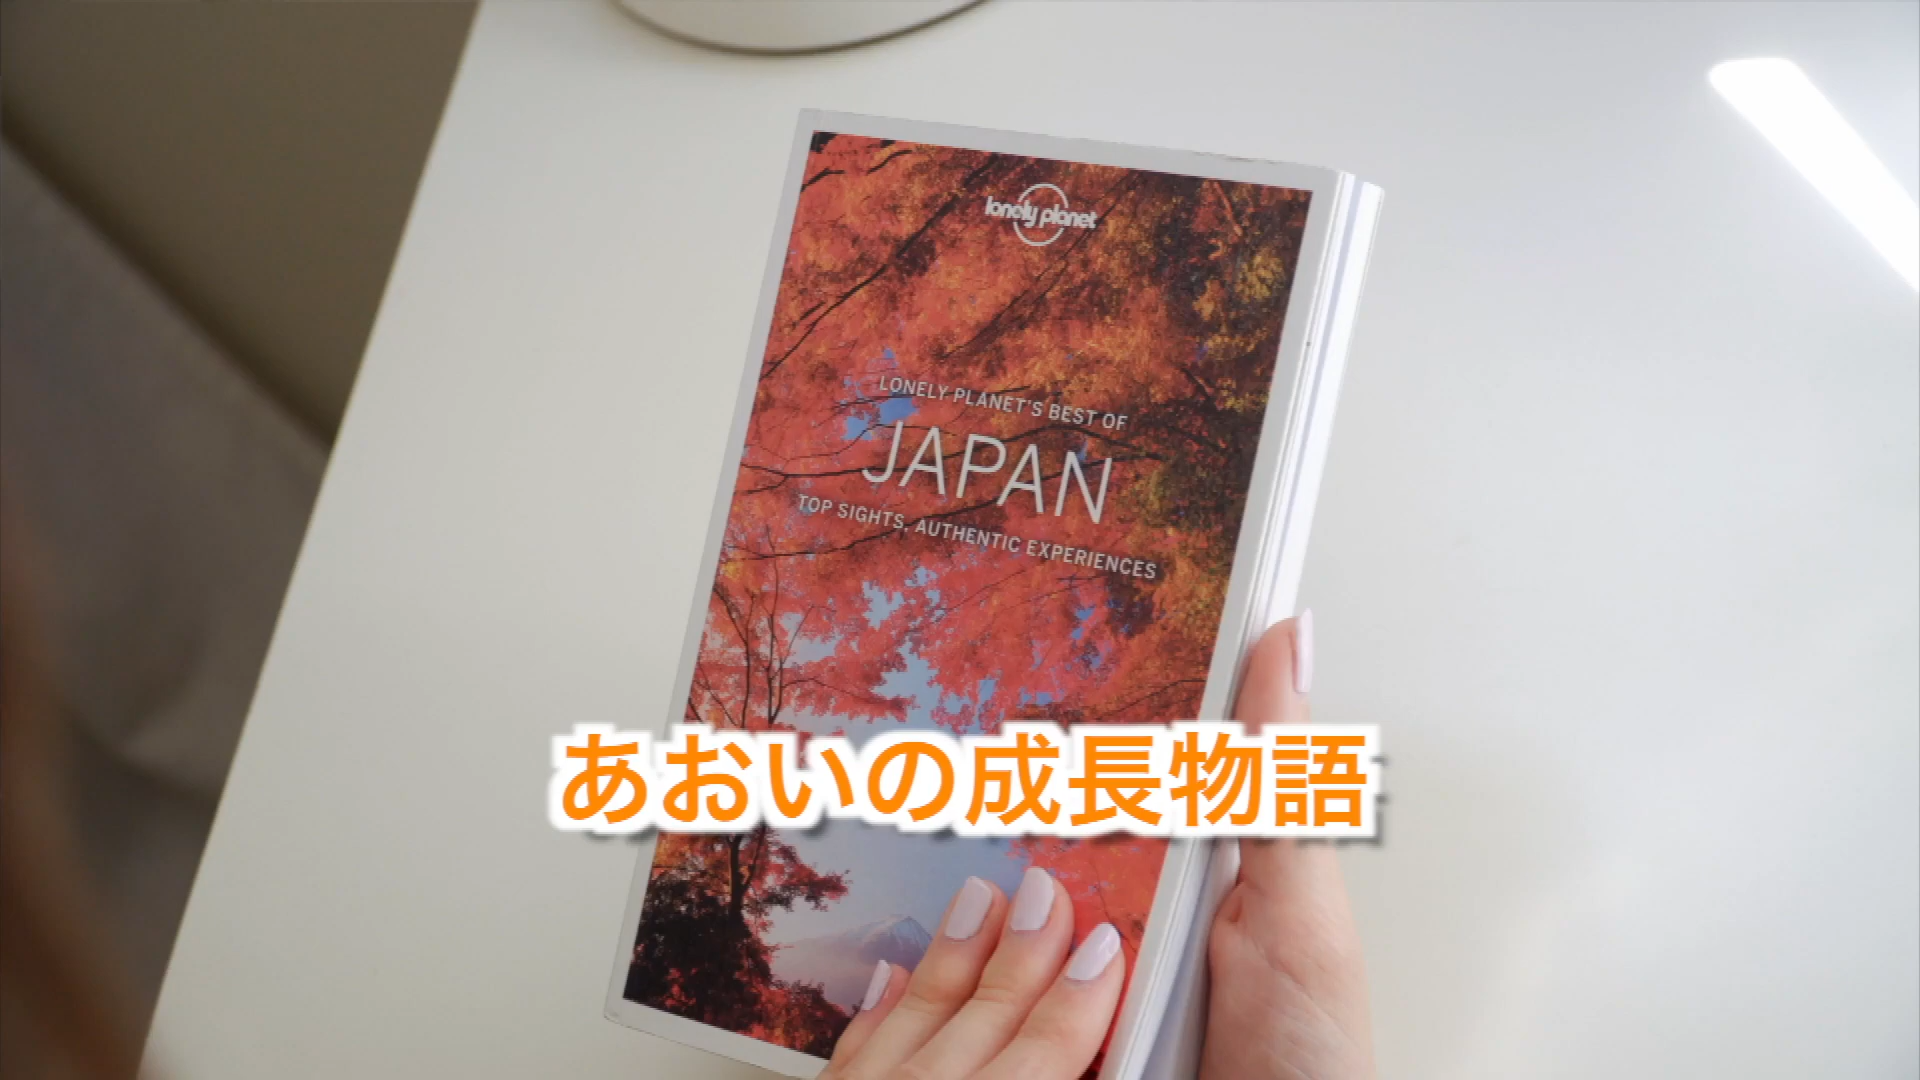 lonely planet
LONELY PLANET'S BEST OF
JAPAN
TOP SIGHTS, AUTHENTIC EXPERIENCES
あおいの成長物語